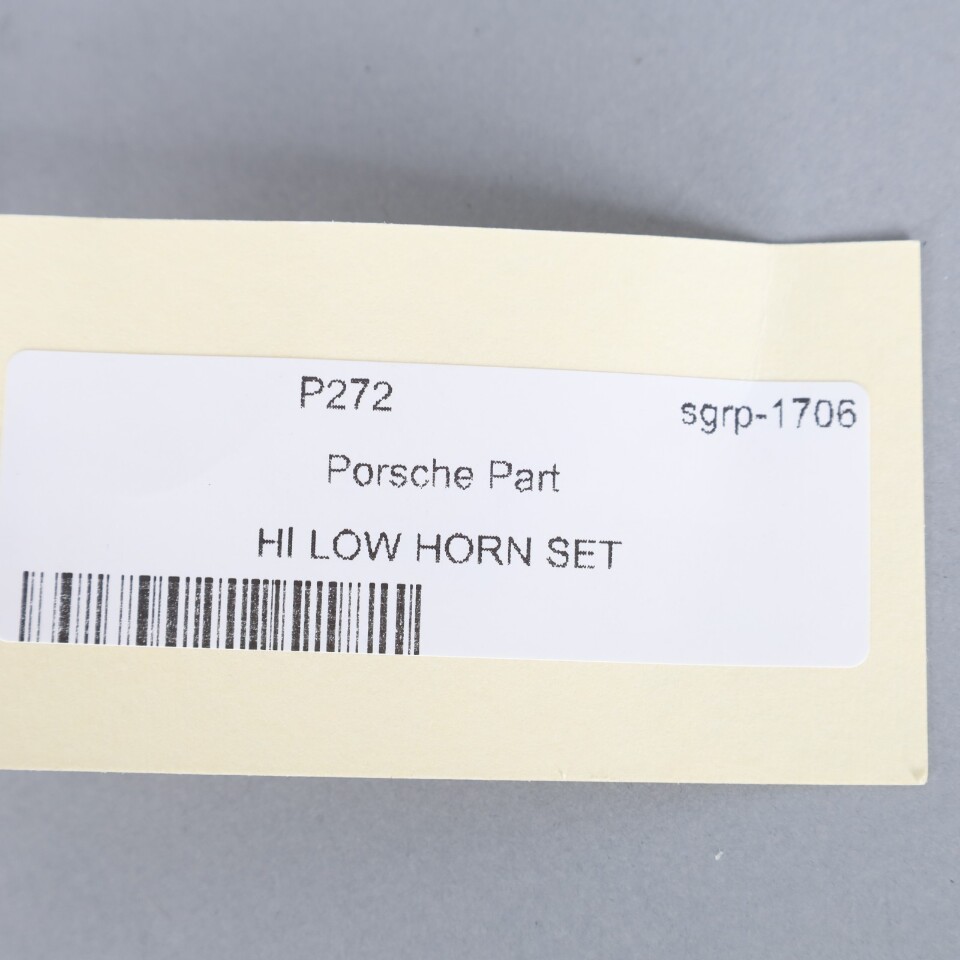 P272 sgrp-1706
Porsche Part
HI LOW HORN SET